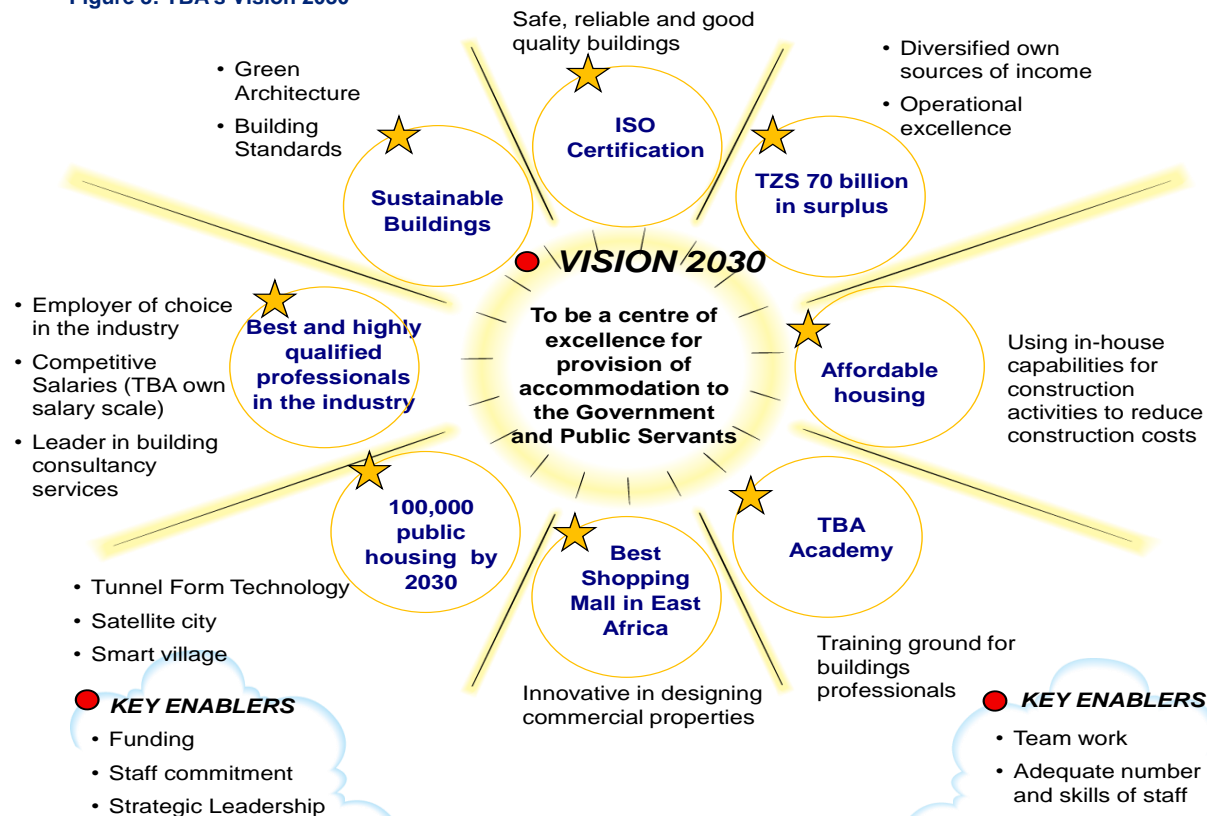 Figure 3: TBA's Vision 2030
Safe, reliable and good
quality buildings
• Green
Architecture
• Building
Standards
• Diversified own
sources of income
• Operational
excellence
ISO
Certification
Sustainable
Buildings
TZS 70 billion
in surplus
VISION 2030
To be a centre of
excellence for
provision of
accommodation to
the Government
and Public Servants
• Employer of choice
in the industry
• Competitive
Salaries (TBA own
salary scale)
• Leader in building
consultancy
services
Best and highly
qualified
professionals
in the industry
Affordable
housing
Using in-house
capabilities for
construction
activities to reduce
construction costs
100,000
public
housing by
2030
Best
Shopping
Mall in East
Africa
TBA
Academy
• Tunnel Form Technology
• Satellite city
• Smart village
Innovative in designing
commercial properties
Training ground for
buildings
professionals
KEY ENABLERS
• Funding
• Staff commitment
• Strategic Leadership
KEY ENABLERS
• Team work
• Adequate number
and skills of staff